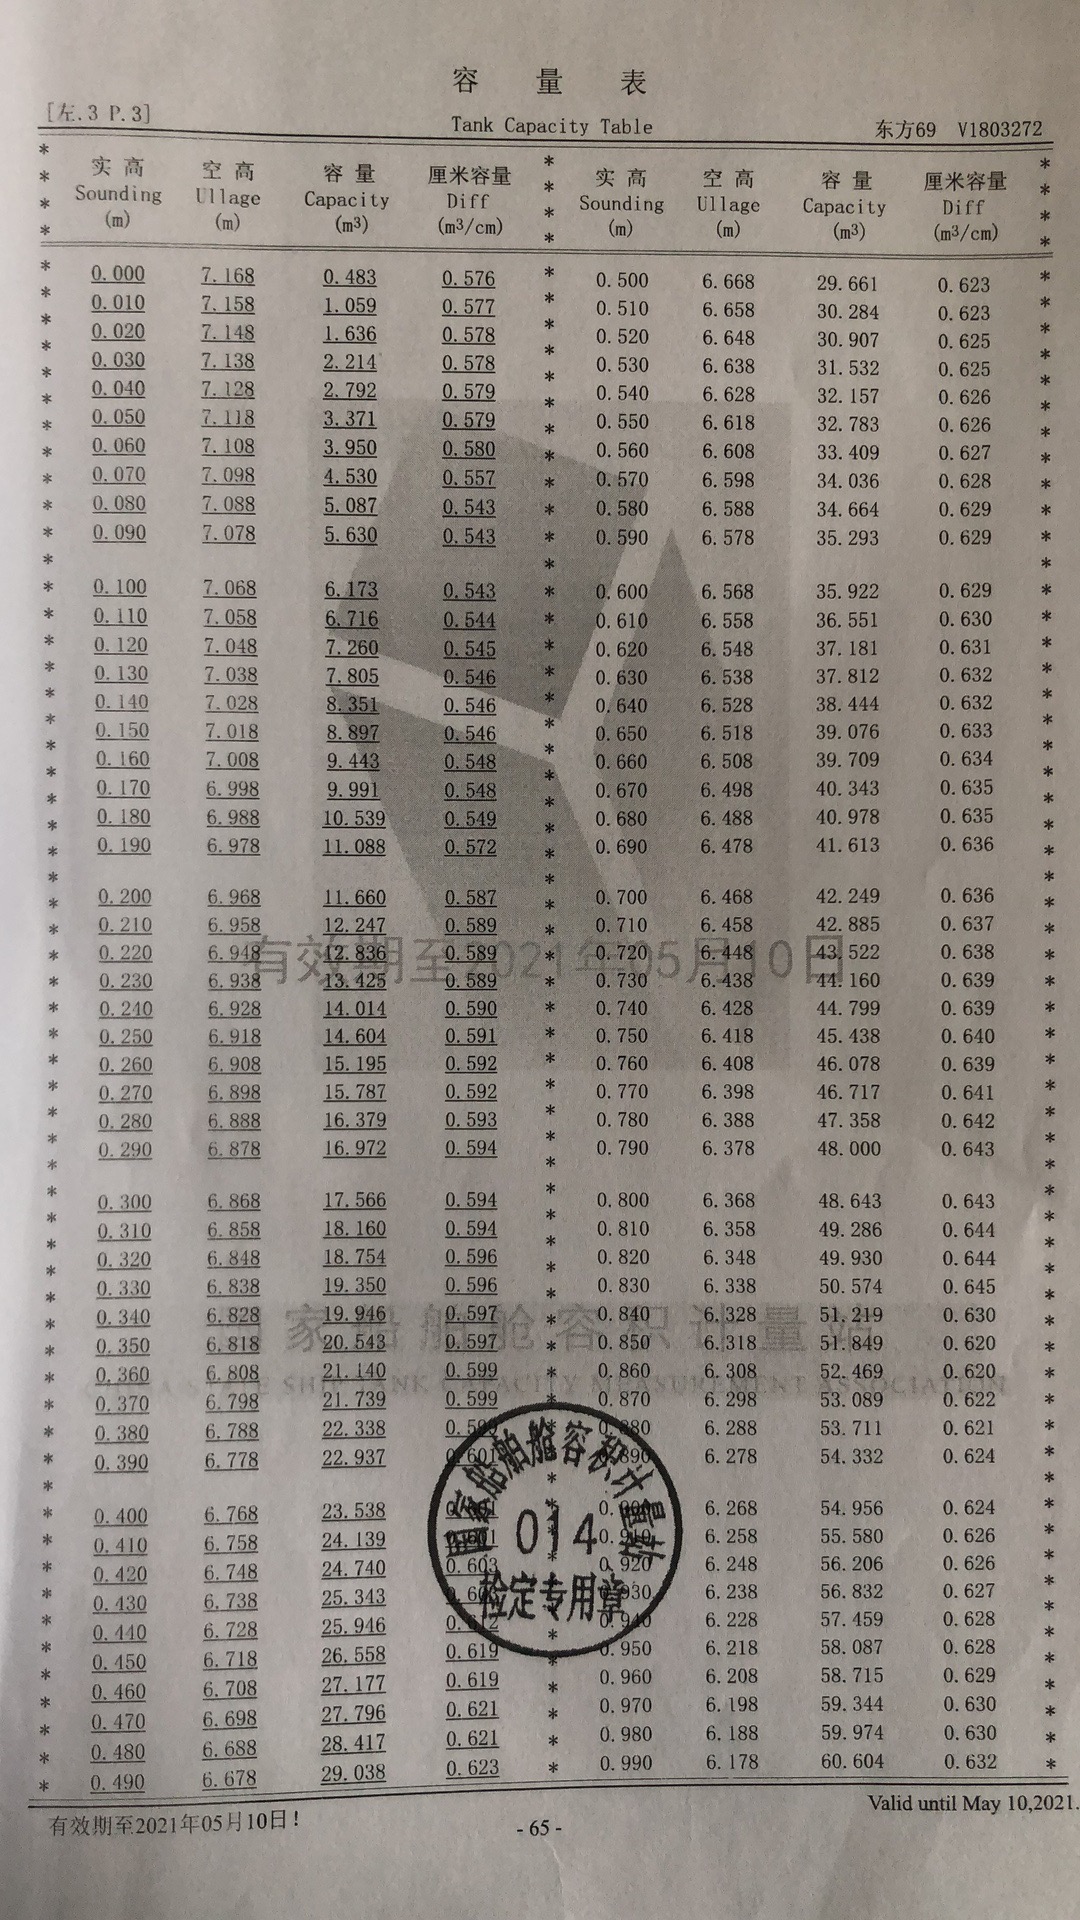 容 量 表
[左.3 P.3]
Tank Capacity Table
东方69 V1803272
实 高 空 高 容 量 厘米容量 * 实 高 空 高 容 量 厘米容量
Sounding Ullage Capacity Diff * Sounding Ullage Capacity Diff
(m) (m) (m³) (m³/cm) * (m) (m) (m³) (m³/cm)
* 0.000 7.168 0.483 0.576 * 0.500 6.668 29.661 0.623 *
* 0.010 7.158 1.059 0.577 * 0.510 6.658 30.284 0.623 *
* 0.020 7.148 1.636 0.578 * 0.520 6.648 30.907 0.625 *
* 0.030 7.138 2.214 0.578 * 0.530 6.638 31.532 0.625 *
* 0.040 7.128 2.792 0.579 * 0.540 6.628 32.157 0.626 *
* 0.050 7.118 3.371 0.579 * 0.550 6.618 32.783 0.626 *
* 0.060 7.108 3.950 0.580 * 0.560 6.608 33.409 0.627 *
* 0.070 7.098 4.530 0.557 * 0.570 6.598 34.036 0.628 *
* 0.080 7.088 5.087 0.543 * 0.580 6.588 34.664 0.629 *
* 0.090 7.078 5.630 0.543 * 0.590 6.578 35.293 0.629 *
* 0.100 7.068 6.173 0.543 * 0.600 6.568 35.922 0.629 *
* 0.110 7.058 6.716 0.544 * 0.610 6.558 36.551 0.630 *
* 0.120 7.048 7.260 0.545 * 0.620 6.548 37.181 0.631 *
* 0.130 7.038 7.805 0.546 * 0.630 6.538 37.812 0.632 *
* 0.140 7.028 8.351 0.546 * 0.640 6.528 38.444 0.632 *
* 0.150 7.018 8.897 0.546 * 0.650 6.518 39.076 0.633 *
* 0.160 7.008 9.443 0.548 * 0.660 6.508 39.709 0.634 *
* 0.170 6.998 9.991 0.548 * 0.670 6.498 40.343 0.635 *
* 0.180 6.988 10.539 0.549 * 0.680 6.488 40.978 0.635 *
* 0.190 6.978 11.088 0.572 * 0.690 6.478 41.613 0.636 *
* 0.200 6.968 11.660 0.587 * 0.700 6.468 42.249 0.636 *
* 0.210 6.958 12.247 0.589 * 0.710 6.458 42.885 0.637 *
* 0.220 6.948 12.836 0.589 * 0.720 6.448 43.522 0.638 *
有效期至2021年05月10日
* 0.230 6.938 13.425 0.589 * 0.730 6.438 44.160 0.639 *
* 0.240 6.928 14.014 0.590 * 0.740 6.428 44.799 0.639 *
* 0.250 6.918 14.604 0.591 * 0.750 6.418 45.438 0.640 *
* 0.260 6.908 15.195 0.592 * 0.760 6.408 46.078 0.639 *
* 0.270 6.898 15.787 0.592 * 0.770 6.398 46.717 0.641 *
* 0.280 6.888 16.379 0.593 * 0.780 6.388 47.358 0.642 *
* 0.290 6.878 16.972 0.594 * 0.790 6.378 48.000 0.643 *
* 0.300 6.868 17.566 0.594 * 0.800 6.368 48.643 0.643 *
* 0.310 6.858 18.160 0.594 * 0.810 6.358 49.286 0.644 *
* 0.320 6.848 18.754 0.596 * 0.820 6.348 49.930 0.644 *
* 0.330 6.838 19.350 0.596 * 0.830 6.338 50.574 0.645 *
* 0.340 6.828 19.946 0.597 * 0.840 6.328 51.219 0.630 *
家船舶舱容积计量站
* 0.350 6.818 20.543 0.597 * 0.850 6.318 51.849 0.620 *
* 0.360 6.808 21.140 0.599 * 0.860 6.308 52.469 0.620 *
MEASUREMENT ASSOCIATION
* 0.370 6.798 21.739 0.599 * 0.870 6.298 53.089 0.622 *
* 0.380 6.788 22.338 6.288 53.711 0.621 *
* 0.390 6.778 22.937 0.601 6.278 54.332 0.624 *
* 0.400 6.768 23.538 6.268 54.956 0.624 *
* 0.410 6.758 24.139 6.258 55.580 0.626 *
* 0.420 6.748 24.740 0.603 0.920 6.248 56.206 0.626 *
* 0.430 6.738 25.343 6.238 56.832 0.627 *
* 0.440 6.728 25.946 0.940 6.228 57.459 0.628 *
* 0.450 6.718 26.558 0.619 * 0.950 6.218 58.087 0.628 *
* 0.460 6.708 27.177 0.619 * 0.960 6.208 58.715 0.629 *
* 0.470 6.698 27.796 0.621 * 0.970 6.198 59.344 0.630 *
* 0.480 6.688 28.417 0.621 * 0.980 6.188 59.974 0.630 *
* 0.490 6.678 29.038 0.623 * 0.990 6.178 60.604 0.632 *
国家船舶舱容积计量站
014
检定专用章
有效期至2021年05月10日!
- 65 -
Valid until May 10,2021.